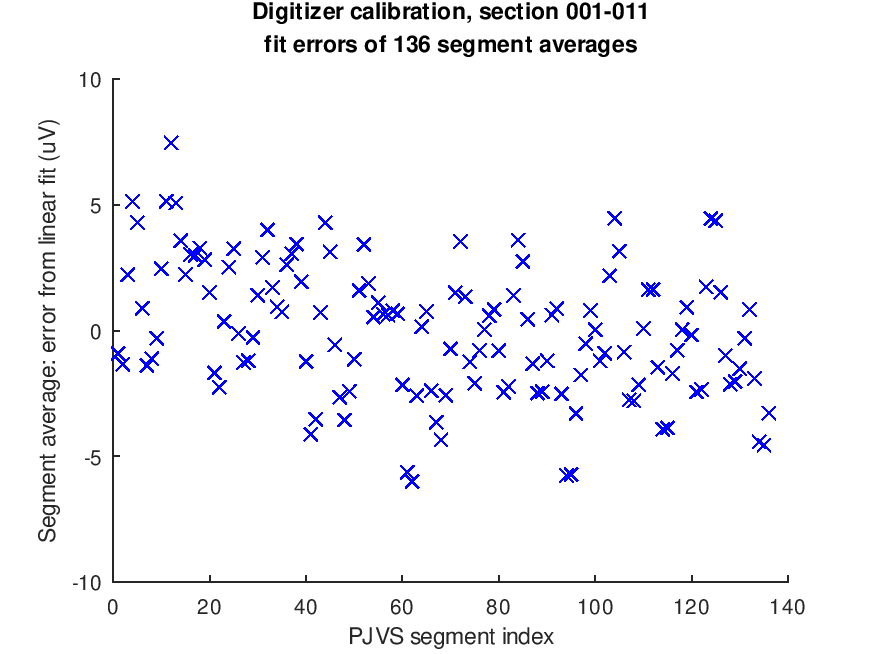 Digitizer calibration, section 001-011
fit errors of 136 segment averages
Segment average: error from linear fit (uV)
10
5
0
-5
-10
0 20 40 60 80 100 120 140
PJVS segment index